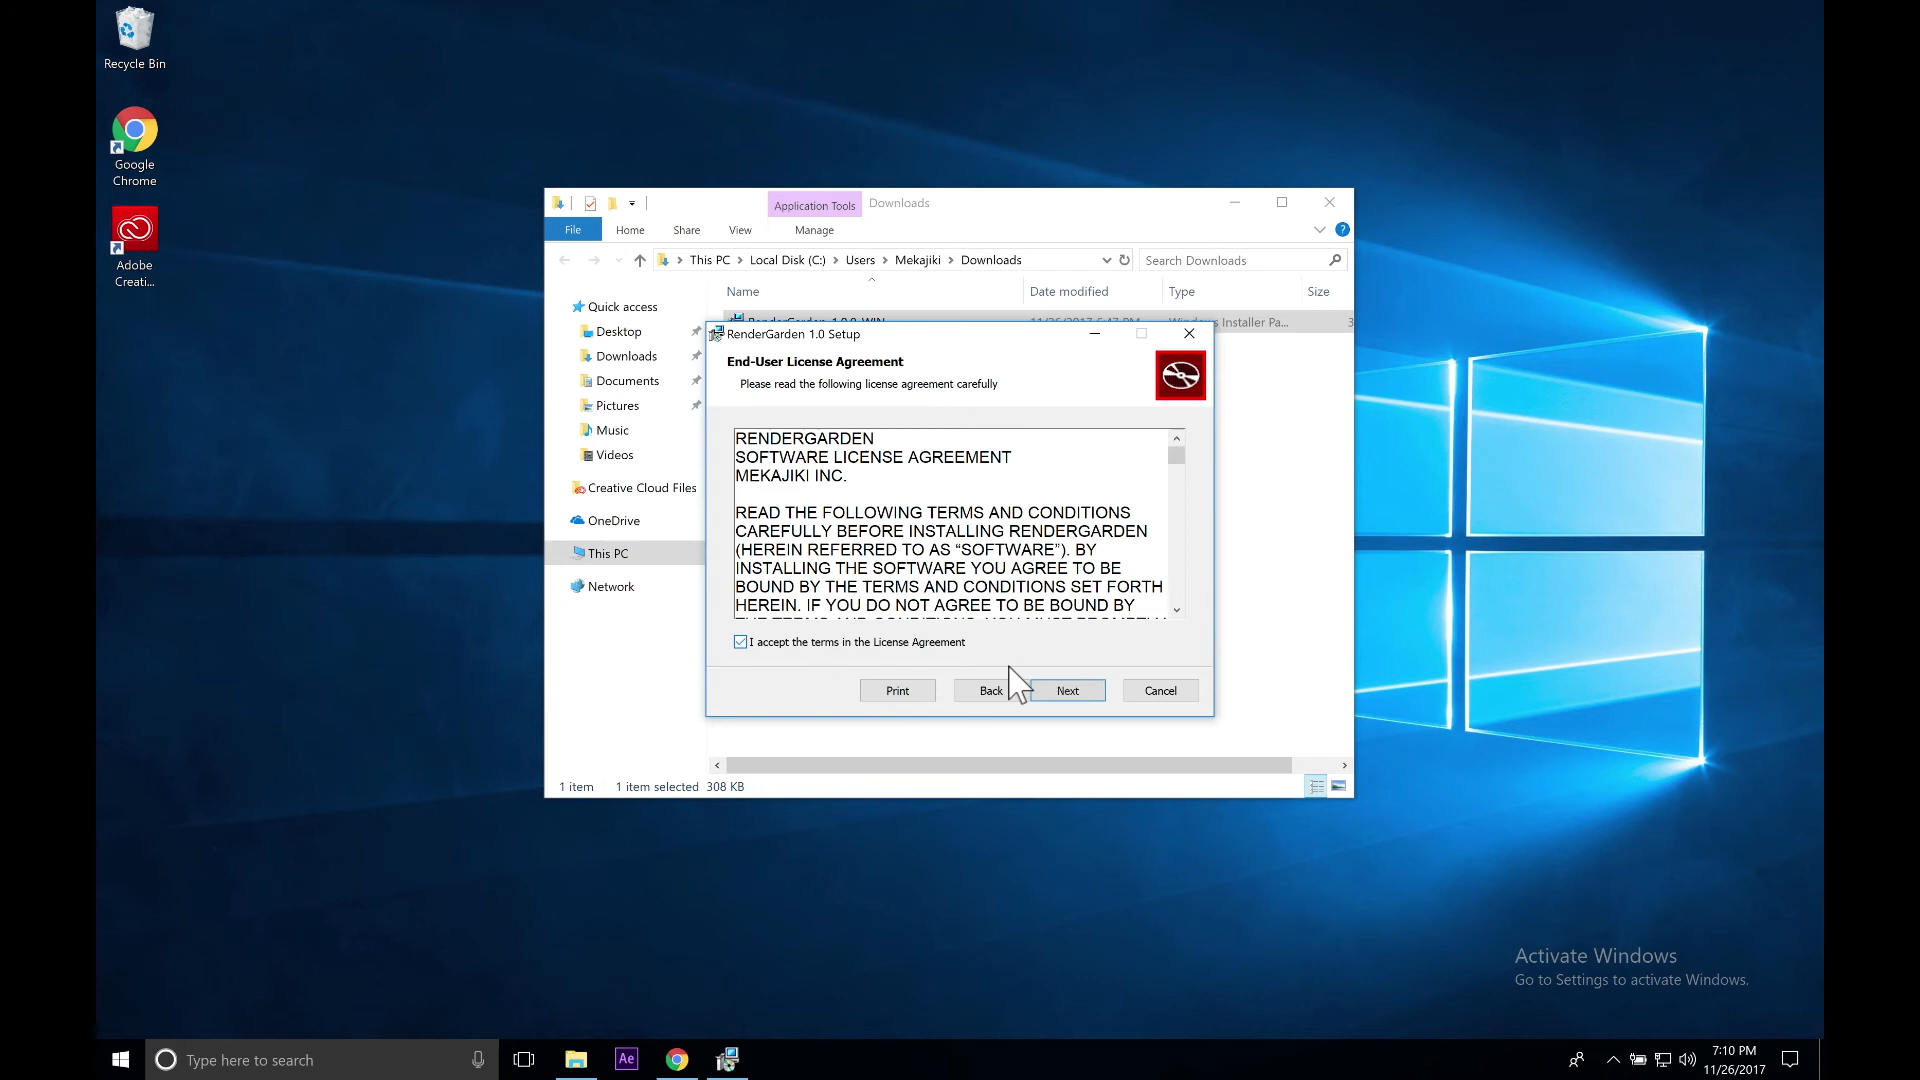 Recycle Bin
Google
Chrome
Adobe
Creati...
Application Tools
Downloads
File
Home
Share
View
Manage
This PC
Local Disk (C:)
Users
Mekajiki
Downloads
Search Downloads
Name
Date modified
Type
Size
Quick access
Desktop
Downloads
Documents
Pictures
Music
Videos
Creative Cloud Files
OneDrive
This PC
Network
RenderGarden 1.0 Setup
End-User License Agreement
Please read the following license agreement carefully
RENDERGARDEN
SOFTWARE LICENSE AGREEMENT
MEKAJIKI INC.
READ THE FOLLOWING TERMS AND CONDITIONS
CAREFULLY BEFORE INSTALLING RENDERGARDEN
(HEREIN REFERRED TO AS “SOFTWARE”). BY
INSTALLING THE SOFTWARE YOU AGREE TO BE
BOUND BY THE TERMS AND CONDITIONS SET FORTH
HEREIN. IF YOU DO NOT AGREE TO BE BOUND BY
I accept the terms in the License Agreement
Print
Back
Next
Cancel
1 item
1 item selected
308 KB
Activate Windows
Go to Settings to activate Windows.
Type here to search
Ae
7:10 PM
11/26/2017